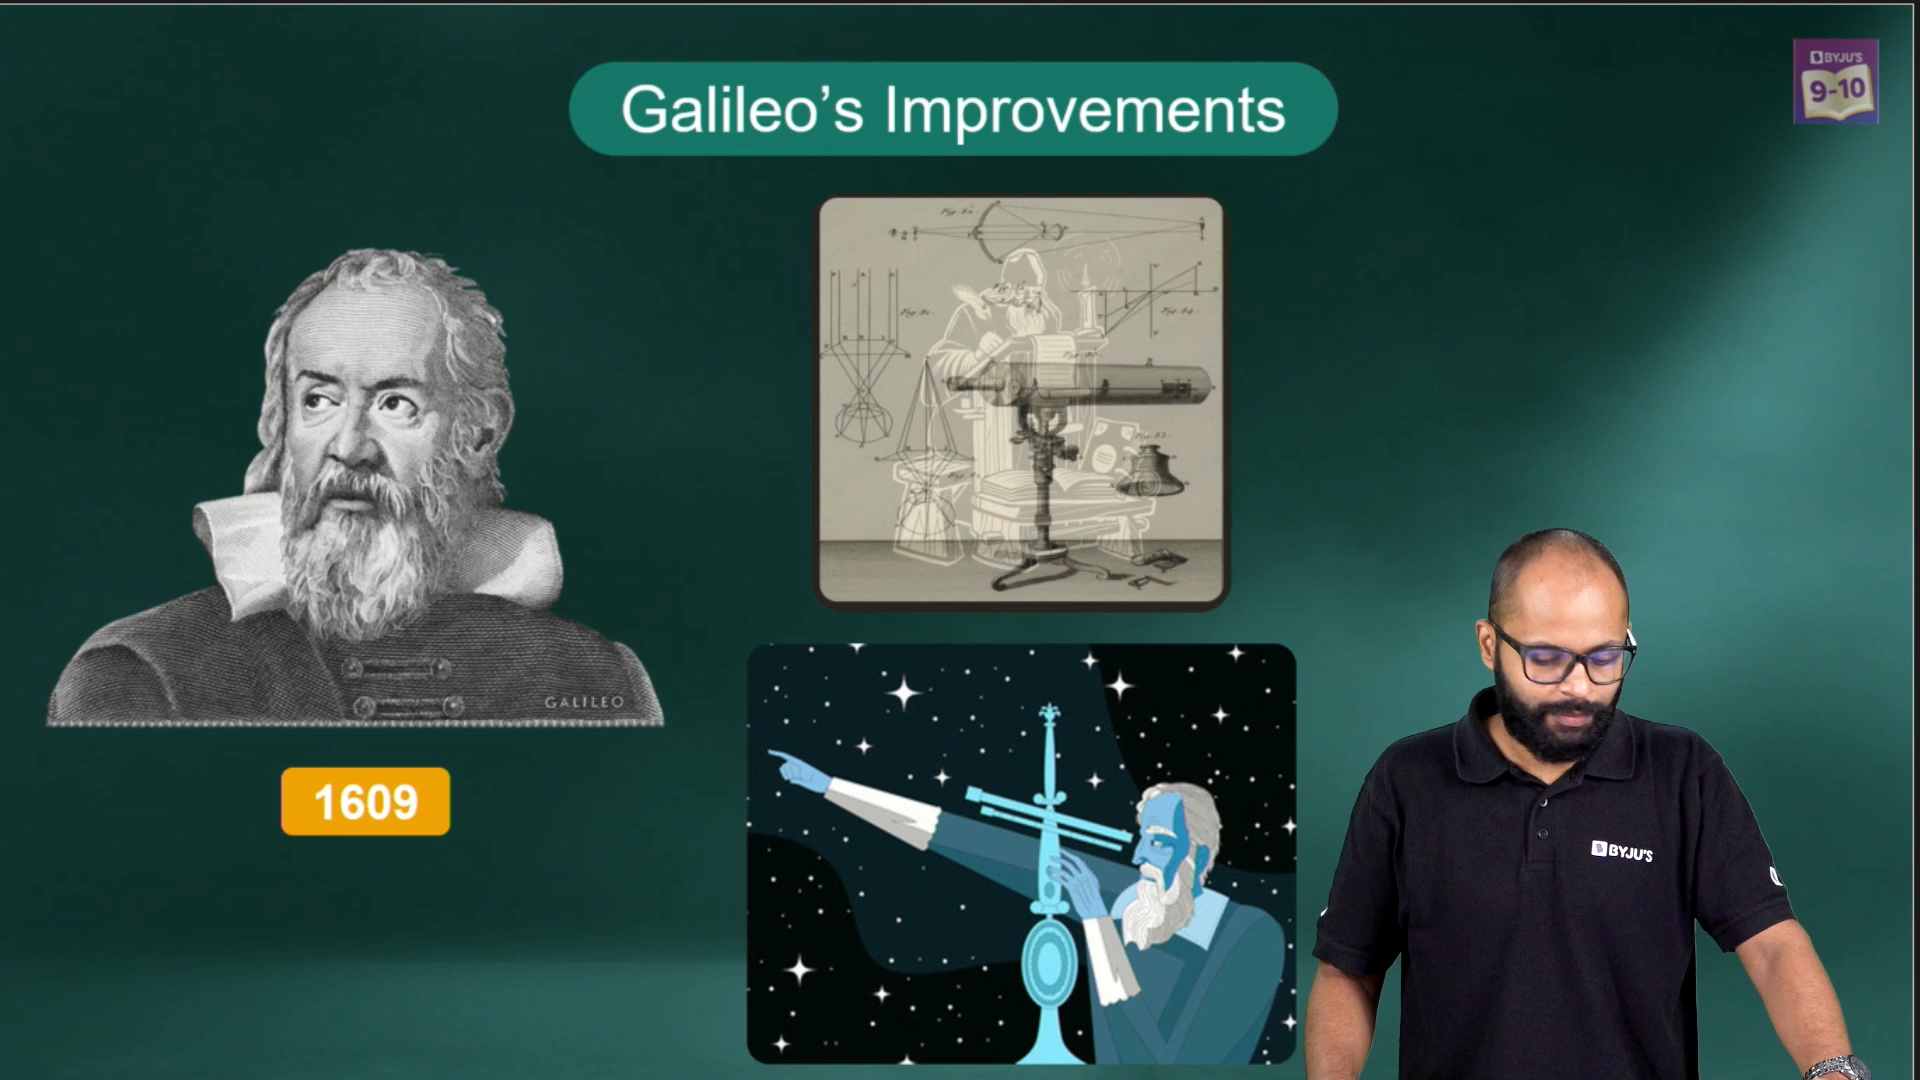 Galileo’s Improvements
BYJU'S
9-10
GALILEO
1609
BYJU'S